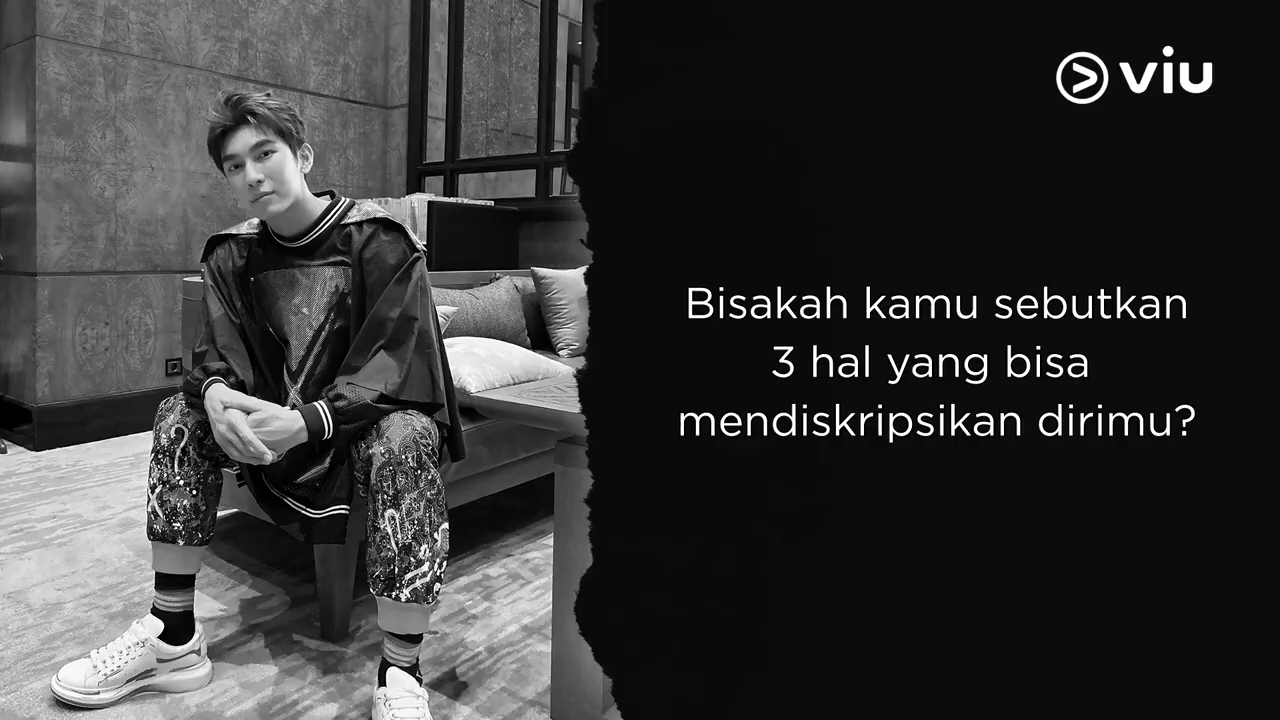 viu
Bisakah kamu sebutkan
3 hal yang bisa
mendiskripsikan dirimu?